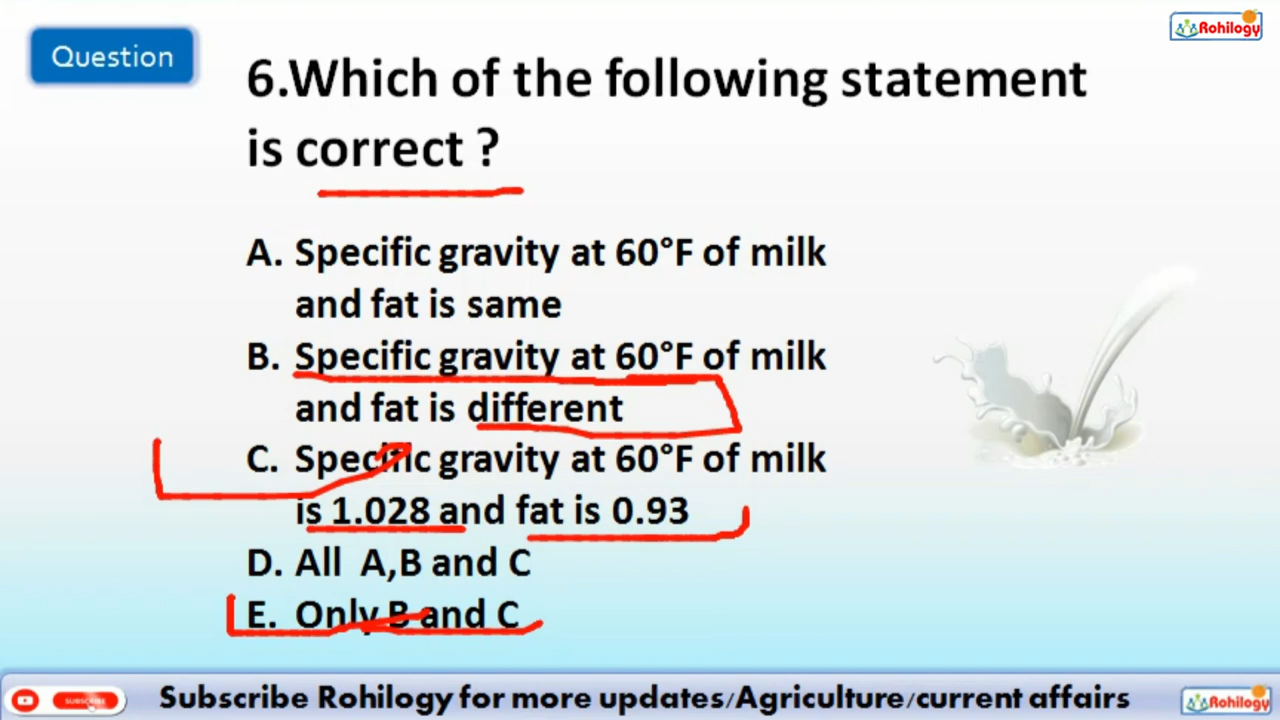 Question
Rohilogy
6.Which of the following statement
is correct ?
A. Specific gravity at 60°F of milk
and fat is same
B. Specific gravity at 60°F of milk
and fat is different
C. Specific gravity at 60°F of milk
is 1.028 and fat is 0.93
D. All A,B and C
E. Only B and C
SUBSCRIBE
Subscribe Rohilogy for more updates/Agriculture/current affairs
Rohilogy